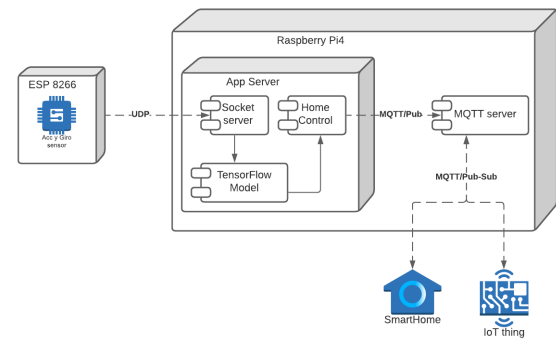 Raspberry Pi4
ESP 8266
Acc y Giro
sensor
UDP
App Server
Socket
server
Home
Control
TensorFlow
Model
MQTT/Pub
MQTT server
MQTT/Pub-Sub
SmartHome
IoT thing